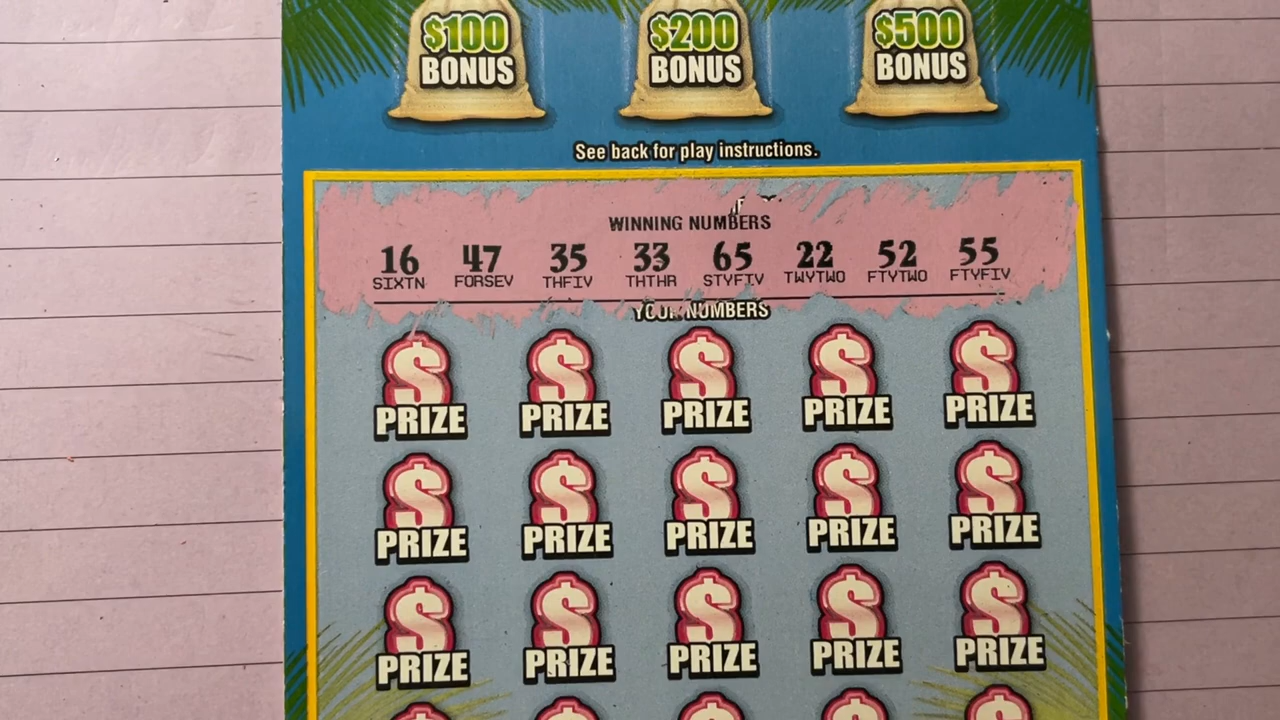 $100 $200 $500
BONUS BONUS BONUS
See back for play instructions.
WINNING NUMBERS
16 47 35 33 65 22 52 55
SIXTN FORSEV THFIV THTHR STYFIV TWYTWO FTYTWO FTYFIV
YOUR NUMBERS
$ $ $ $ $
PRIZE PRIZE PRIZE PRIZE PRIZE
$ $ $ $ $
PRIZE PRIZE PRIZE PRIZE PRIZE
$ $ $ $ $
PRIZE PRIZE PRIZE PRIZE PRIZE